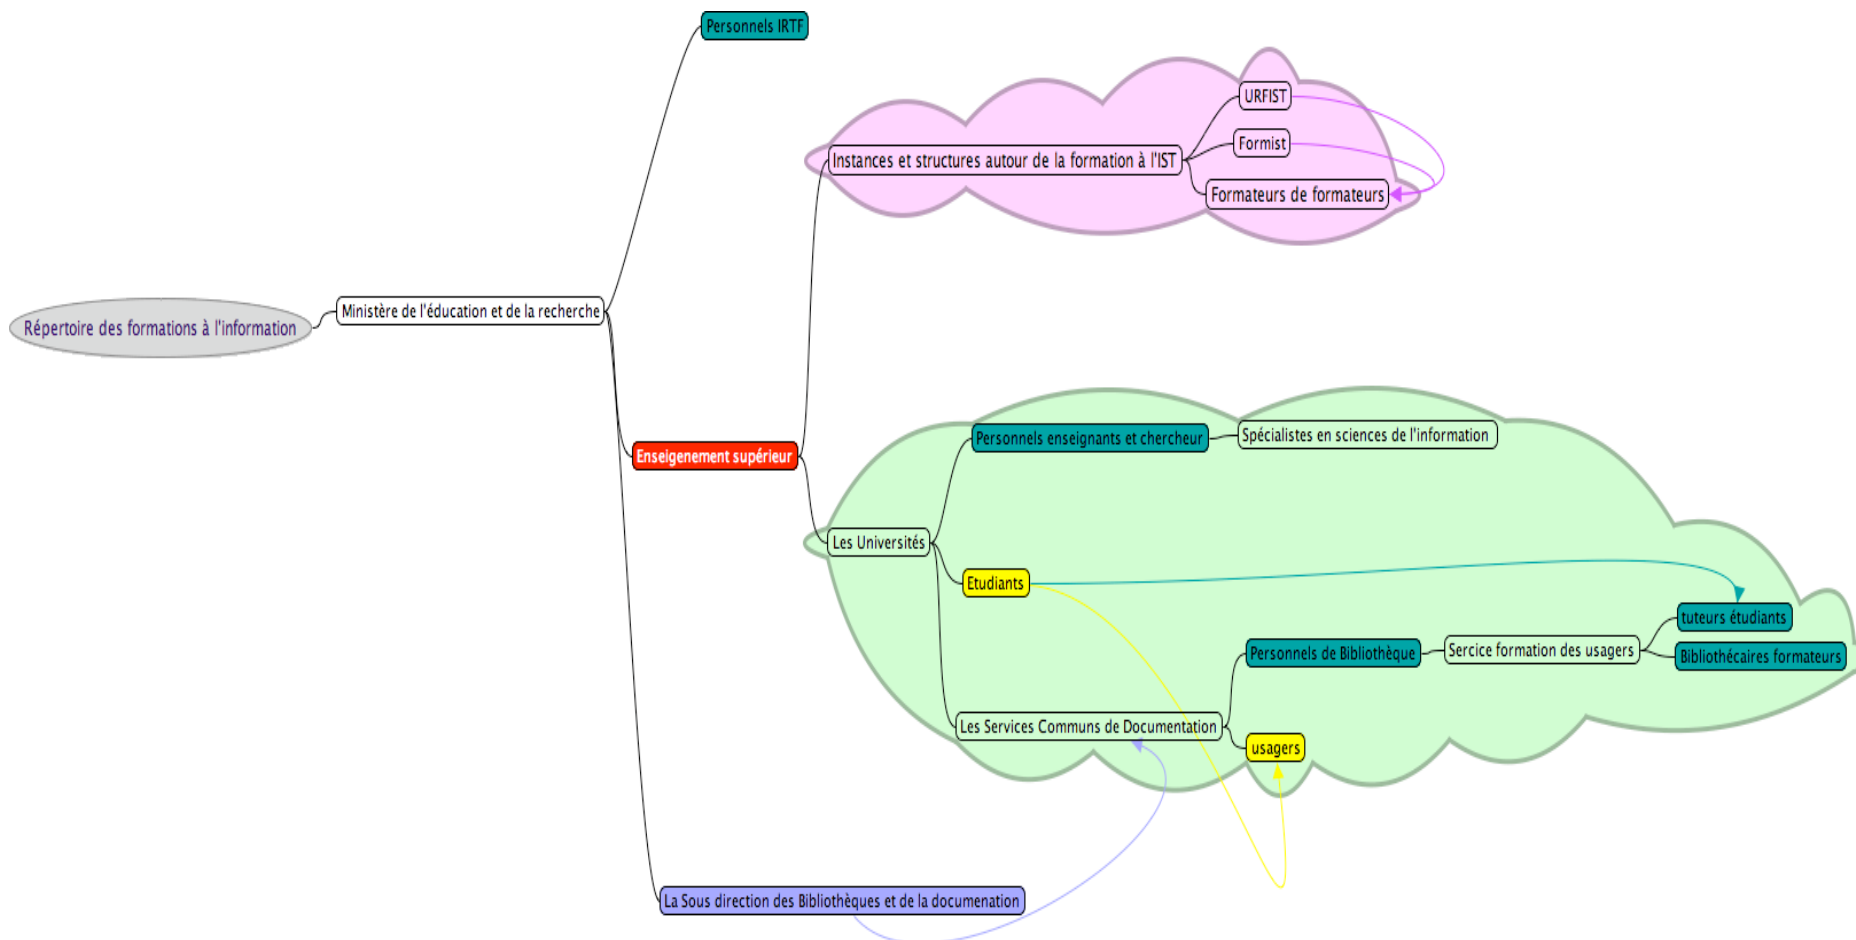 Personnels IRTF
URFIST
Formist
Instances et structures autour de la formation à l'IST
Formateurs de formateurs
Ministère de l'éducation et de la recherche
Répertoire des formations à l'information
Enseigenement supérieur
Personnels enseignants et chercheur
Spécialistes en sciences de l'information
Les Universités
Etudiants
tuteurs étudiants
Personnels de Bibliothèque
Sercice formation des usagers
Bibliothécaires formateurs
Les Services Communs de Documentation
usagers
La Sous direction des Bibliothèques et de la documenation